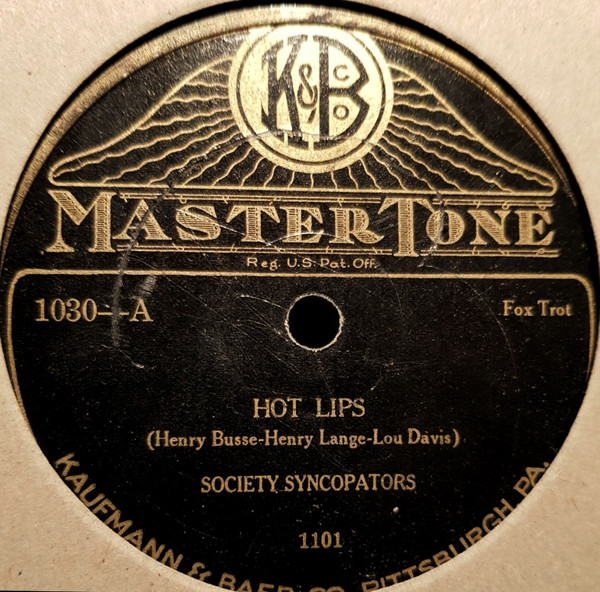 K & B CO
MASTERTONE
Reg. U.S. Pat. Off.
1030—A
Fox Trot
HOT LIPS
(Henry Busse-Henry Lange-Lou Davis)
SOCIETY SYNCOPATORS
1101
KAUFMANN & BAER CO. PITTSBURGH, PA.